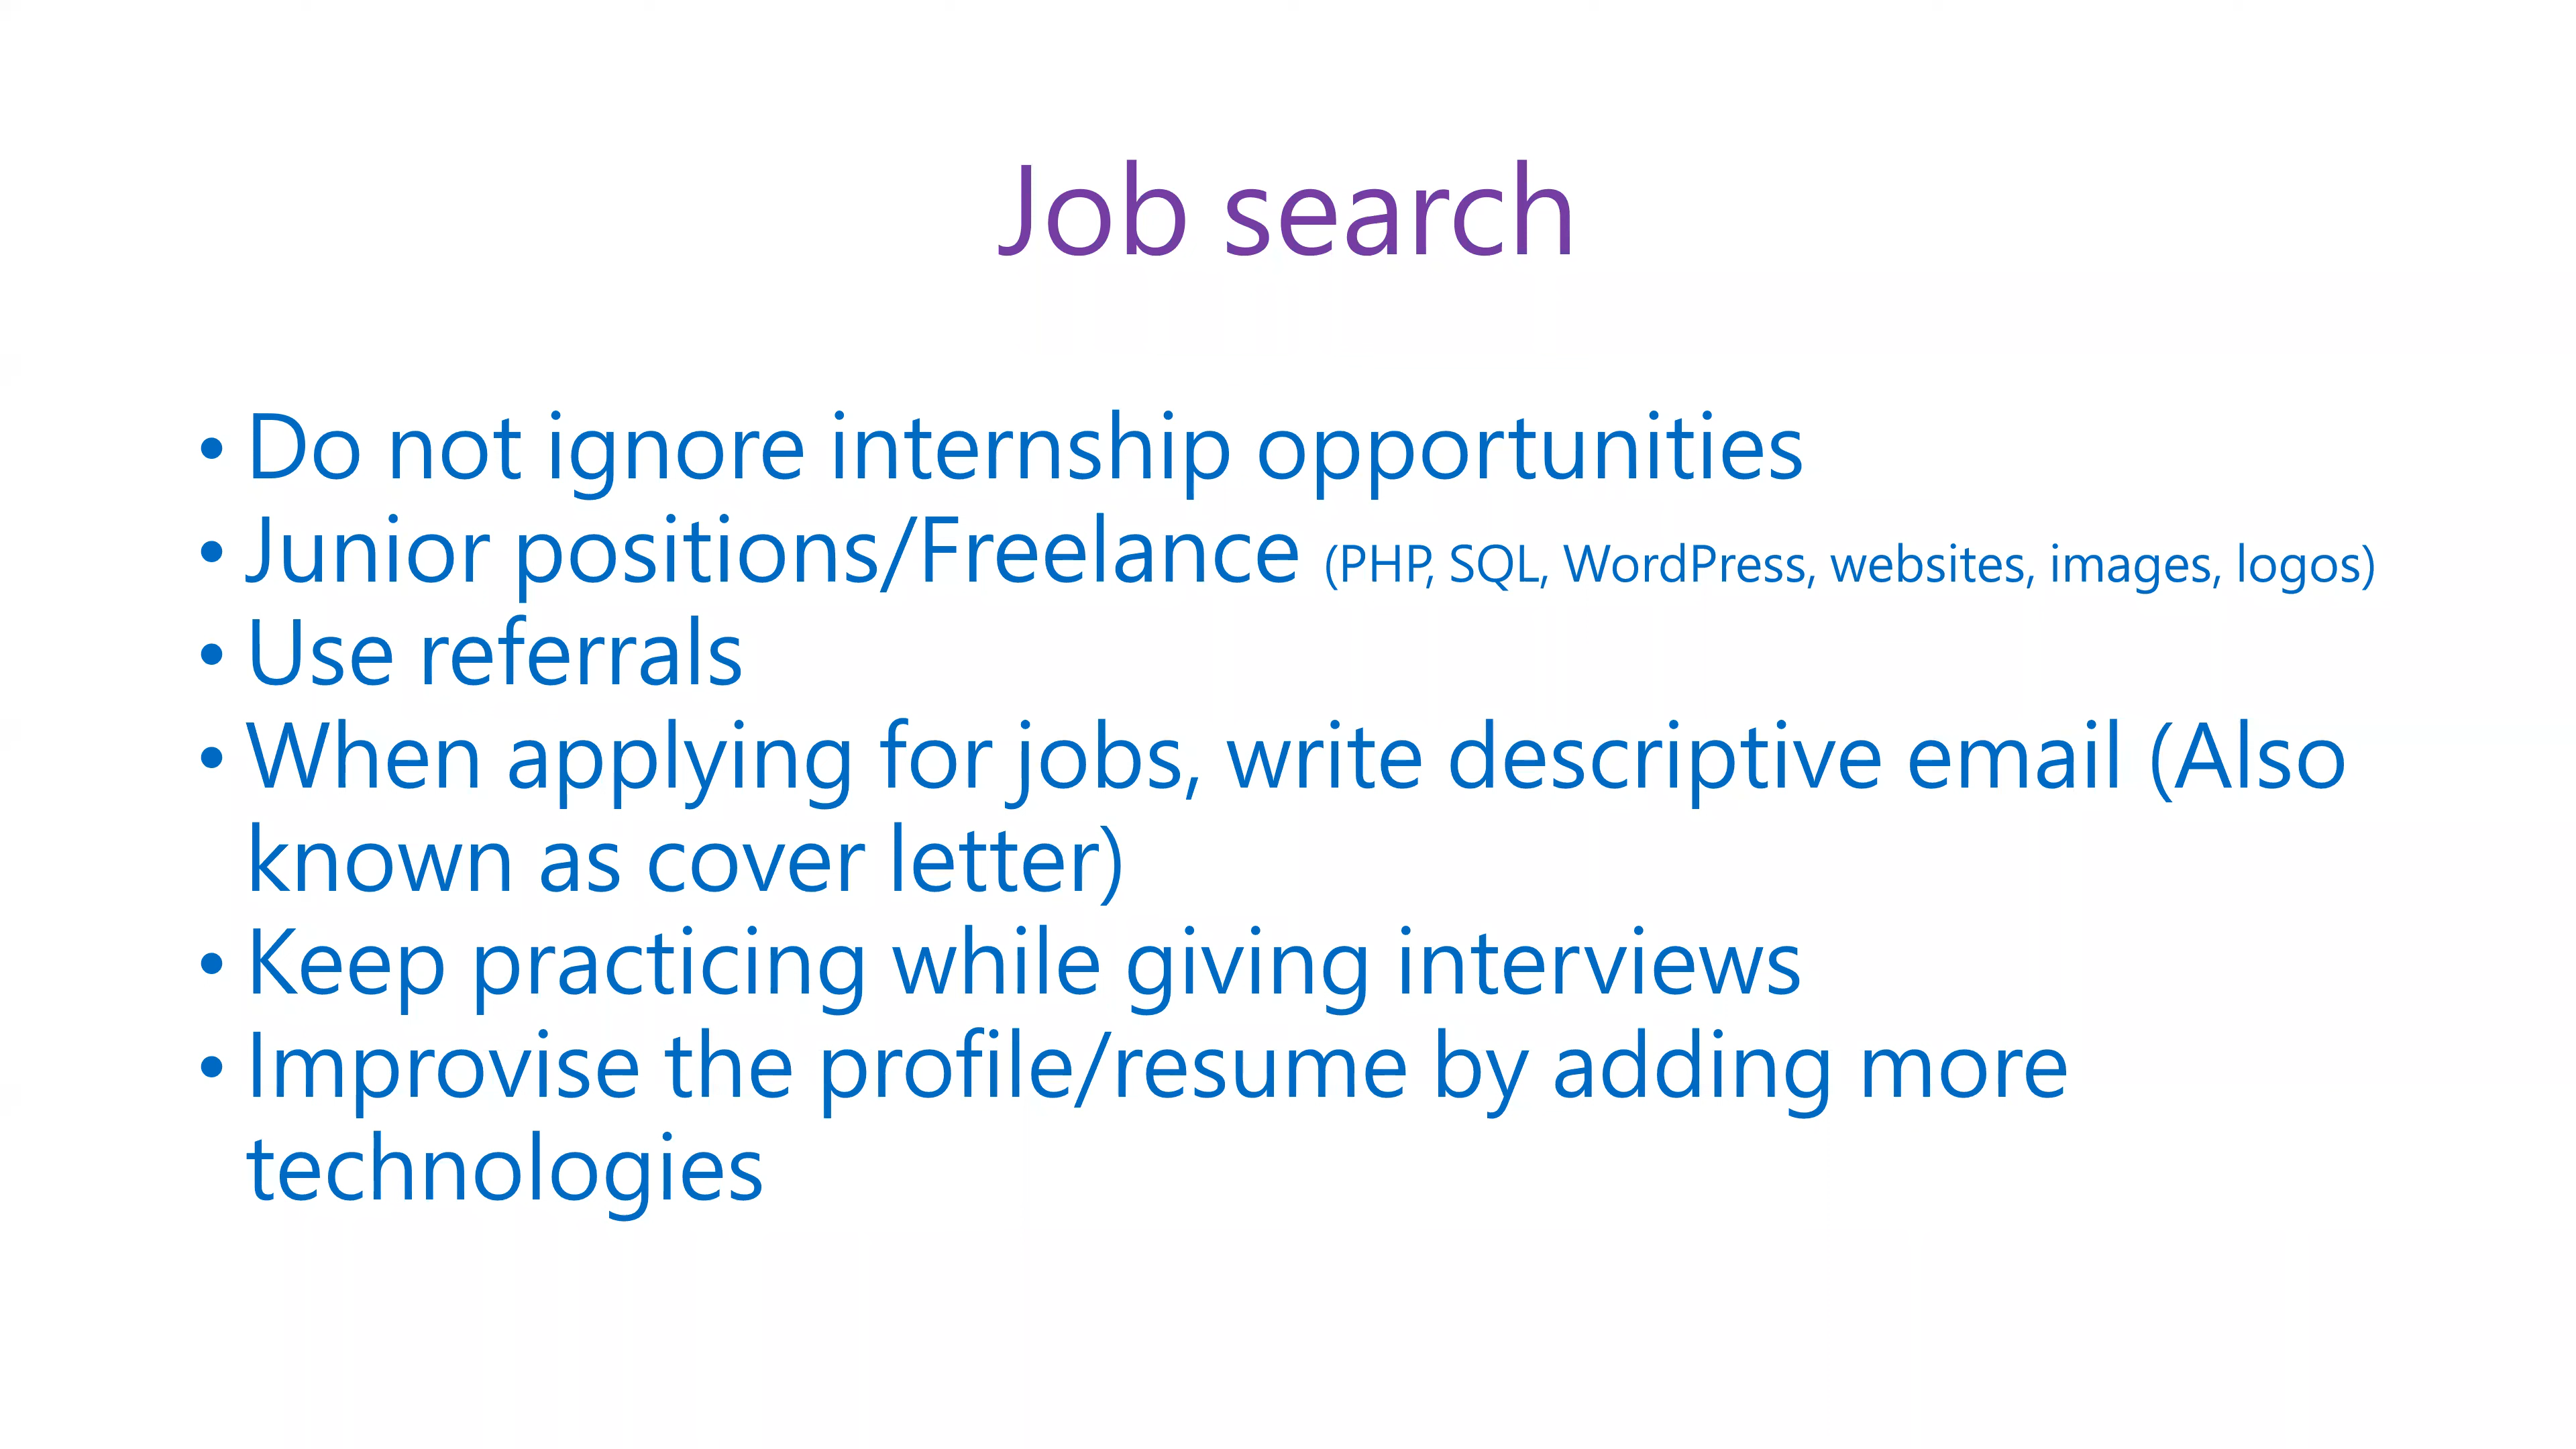 Job search
• Do not ignore internship opportunities
• Junior positions/Freelance (PHP, SQL, WordPress, websites, images, logos)
• Use referrals
• When applying for jobs, write descriptive email (Also
known as cover letter)
• Keep practicing while giving interviews
• Improvise the profile/resume by adding more
technologies